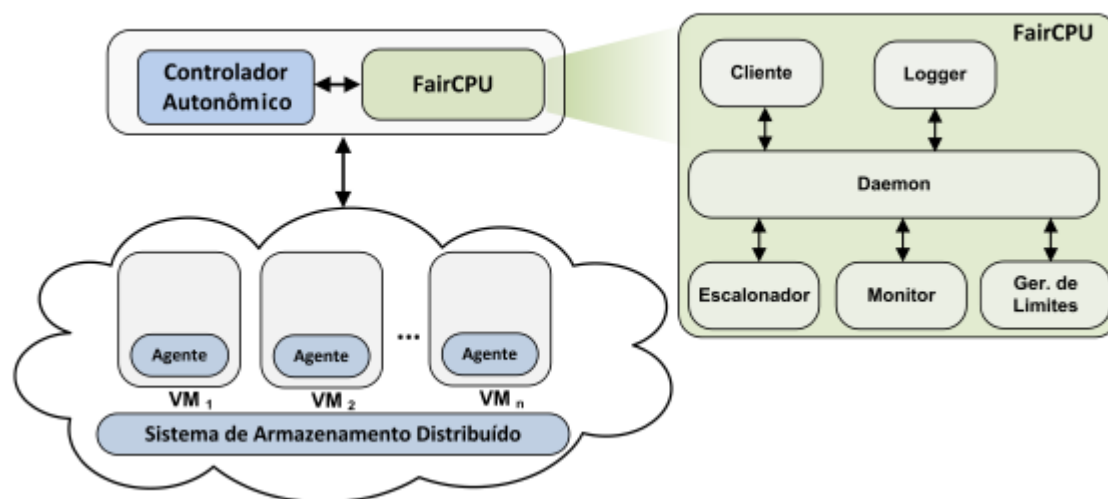 Controlador
Autonômico
FairCPU
FairCPU
Cliente
Logger
Daemon
Escalonador
Monitor
Ger. de
Limites
Agente
Agente
...
Agente
VM 1
VM 2
VM n
Sistema de Armazenamento Distribuído